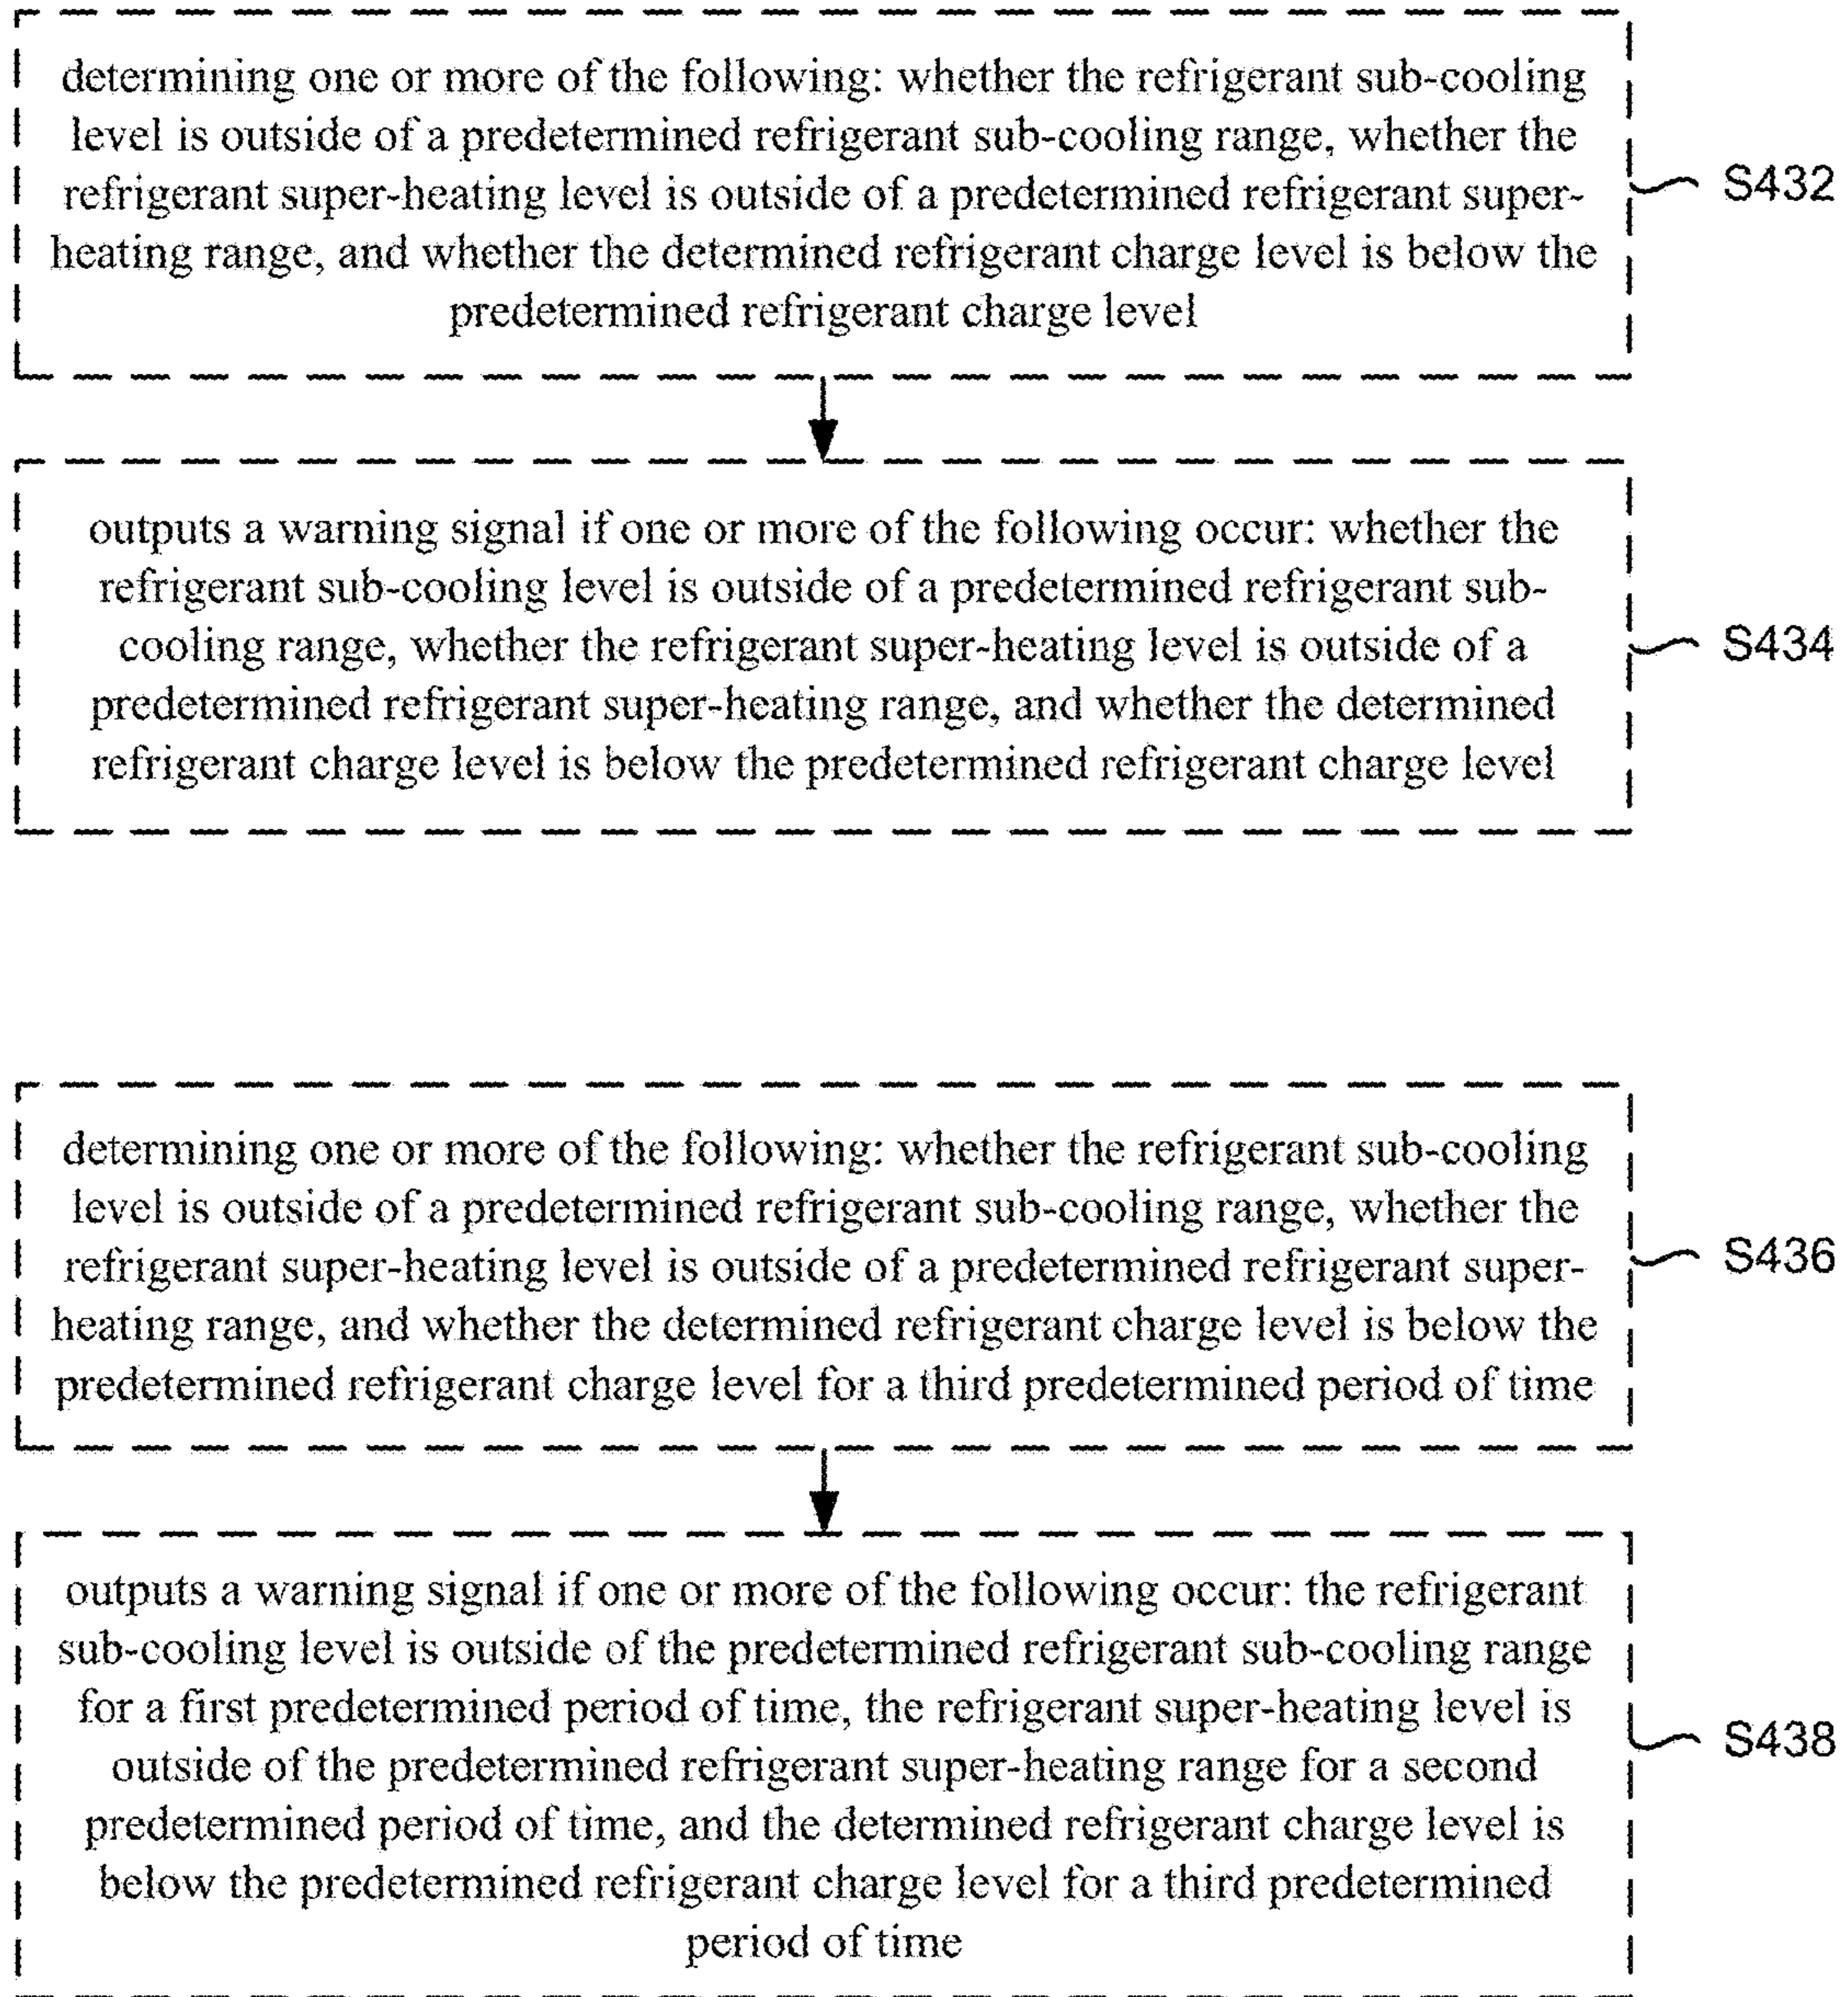 determining one or more of the following: whether the refrigerant sub-cooling
level is outside of a predetermined refrigerant sub-cooling range, whether the
refrigerant super-heating level is outside of a predetermined refrigerant super-
heating range, and whether the determined refrigerant charge level is below the
predetermined refrigerant charge level
S432
outputs a warning signal if one or more of the following occur: whether the
refrigerant sub-cooling level is outside of a predetermined refrigerant sub-
cooling range, whether the refrigerant super-heating level is outside of a
predetermined refrigerant super-heating range, and whether the determined
refrigerant charge level is below the predetermined refrigerant charge level
S434
determining one or more of the following: whether the refrigerant sub-cooling
level is outside of a predetermined refrigerant sub-cooling range, whether the
refrigerant super-heating level is outside of a predetermined refrigerant super-
heating range, and whether the determined refrigerant charge level is below the
predetermined refrigerant charge level for a third predetermined period of time
S436
outputs a warning signal if one or more of the following occur: the refrigerant
sub-cooling level is outside of the predetermined refrigerant sub-cooling range
for a first predetermined period of time, the refrigerant super-heating level is
outside of the predetermined refrigerant super-heating range for a second
predetermined period of time, and the determined refrigerant charge level is
below the predetermined refrigerant charge level for a third predetermined
period of time
S438